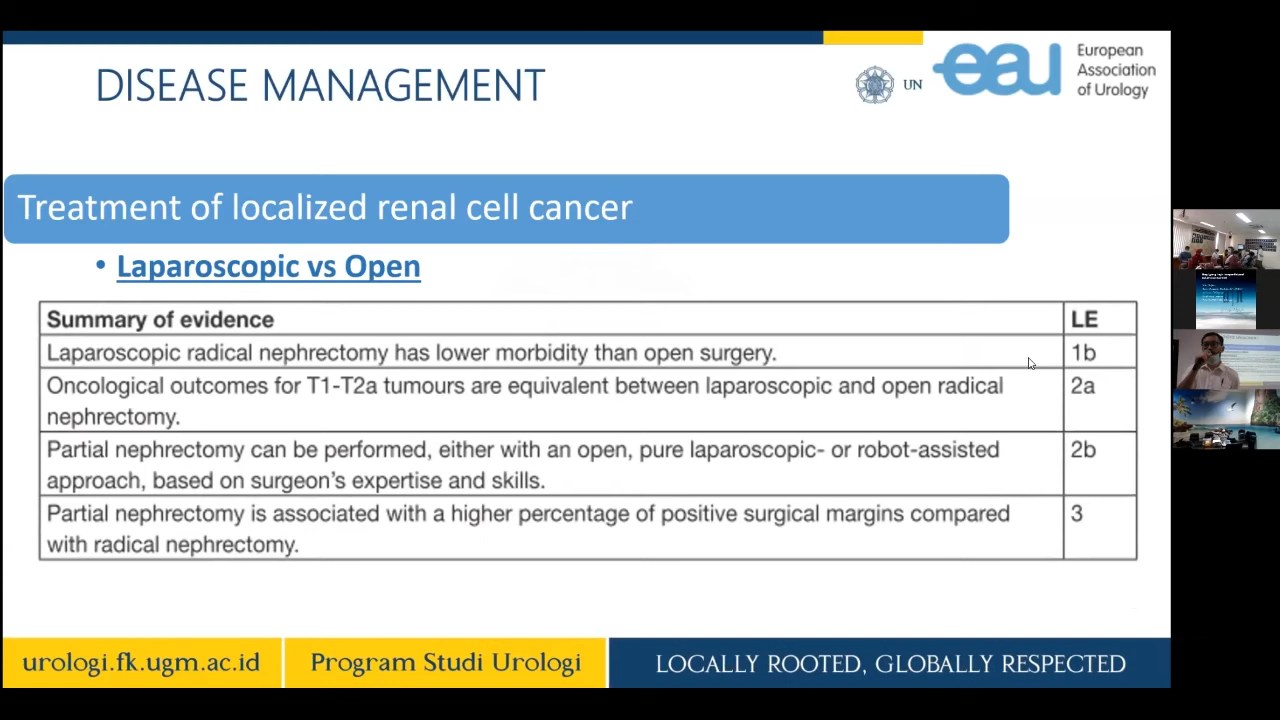 DISEASE MANAGEMENT
UN
eau
European
Association
of Urology
Treatment of localized renal cell cancer
• Laparoscopic vs Open
Summary of evidence LE
Laparoscopic radical nephrectomy has lower morbidity than open surgery. 1b
Oncological outcomes for T1-T2a tumours are equivalent between laparoscopic and open radical 2a
nephrectomy.
Partial nephrectomy can be performed, either with an open, pure laparoscopic- or robot-assisted 2b
approach, based on surgeon's expertise and skills.
Partial nephrectomy is associated with a higher percentage of positive surgical margins compared 3
with radical nephrectomy.
urologi.fk.ugm.ac.id
Program Studi Urologi
LOCALLY ROOTED, GLOBALLY RESPECTED